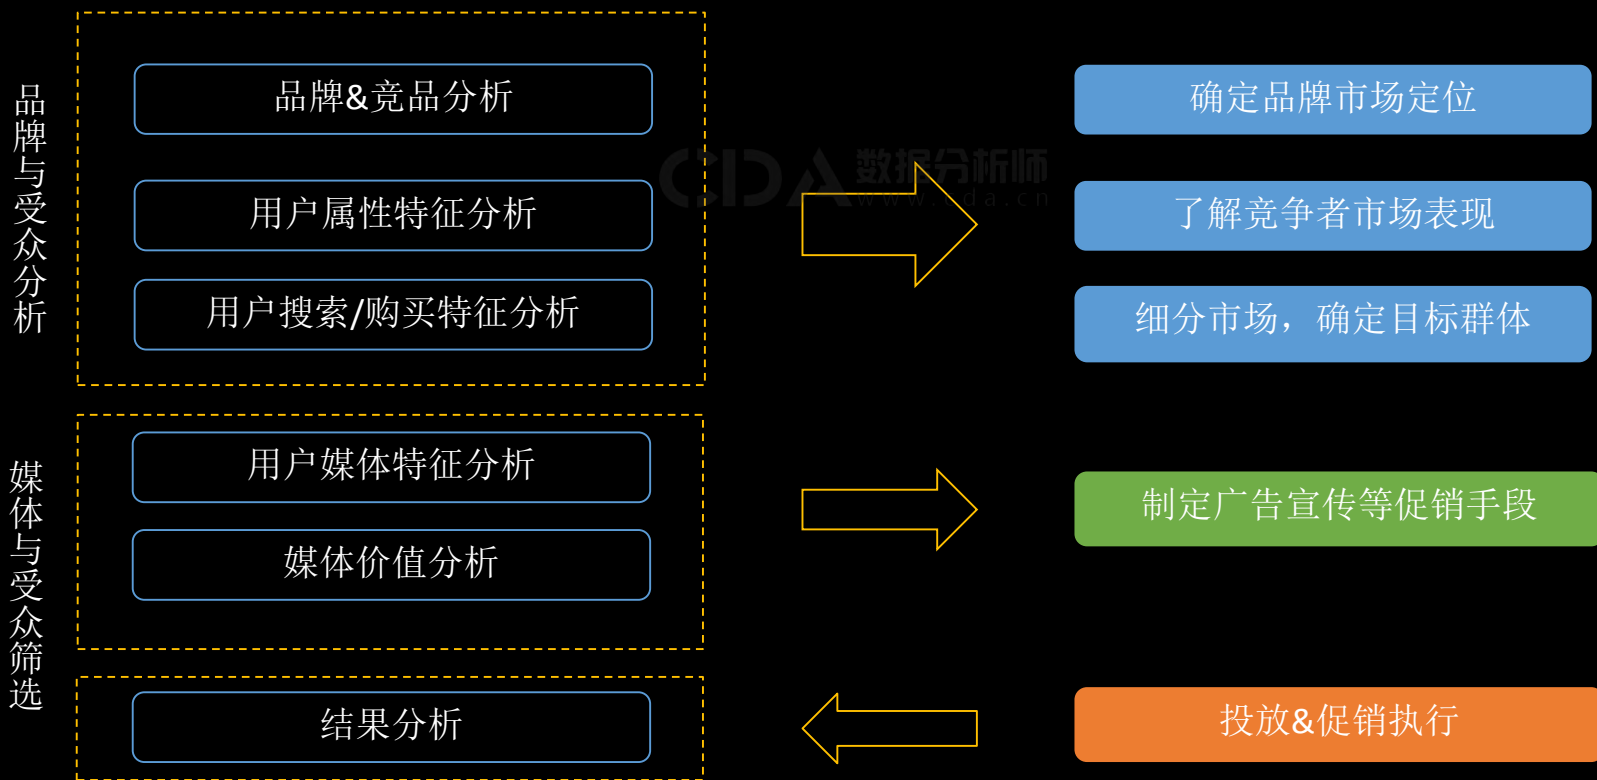 品牌与受众分析
品牌&竞品分析
用户属性特征分析
用户搜索/购买特征分析
确定品牌市场定位
了解竞争者市场表现
细分市场，确定目标群体
CDA 数据分析师
www.cda.cn
媒体与受众筛选
用户媒体特征分析
媒体价值分析
制定广告宣传等促销手段
结果分析
投放&促销执行